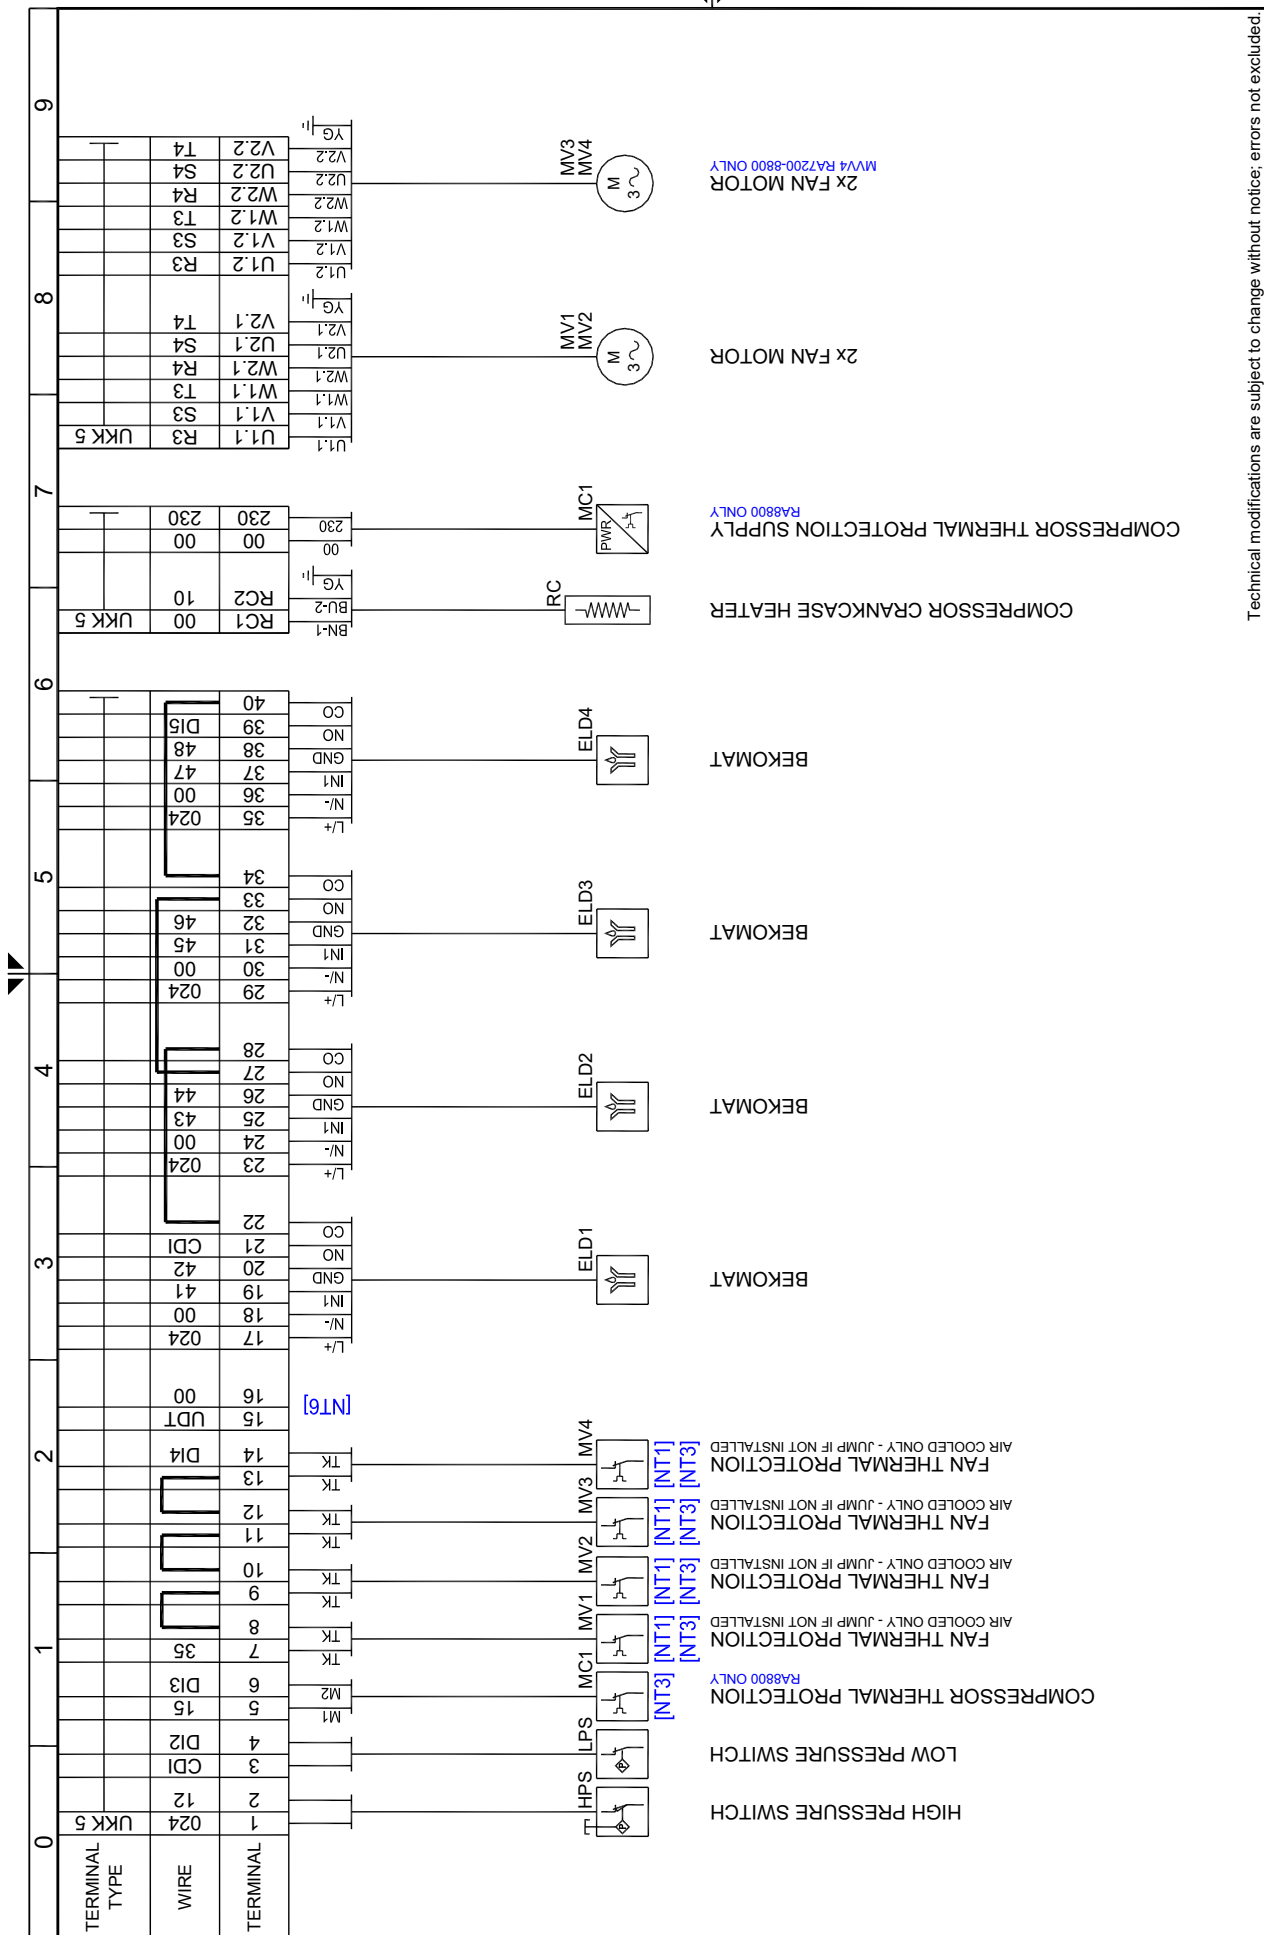 0
1
2
3
4
5
6
7
8
9
TERMINAL
TYPE
WIRE
TERMINAL
UKK 5
024
1
12
2
HPS
HIGH PRESSURE SWITCH
CDI
3
DI2
4
LPS
LOW PRESSURE SWITCH
15
5
M1
DI3
6
M2
MC1
[NT3]
COMPRESSOR THERMAL PROTECTION
RA8800 ONLY
35
7
TK
8
TK
MV1
[NT1]
[NT3]
FAN THERMAL PROTECTION
AIR COOLED ONLY - JUMP IF NOT INSTALLED
9
TK
10
TK
MV2
[NT1]
[NT3]
FAN THERMAL PROTECTION
AIR COOLED ONLY - JUMP IF NOT INSTALLED
11
TK
12
TK
MV3
[NT1]
[NT3]
FAN THERMAL PROTECTION
AIR COOLED ONLY - JUMP IF NOT INSTALLED
13
TK
DI4
14
TK
MV4
[NT1]
[NT3]
FAN THERMAL PROTECTION
AIR COOLED ONLY - JUMP IF NOT INSTALLED
UDT
15
00
16
[NT6]
024
17
L/+
00
18
N/-
41
19
IN1
42
20
GND
CDI
21
NO
22
CO
ELD1
BEKOMAT
024
23
L/+
00
24
N/-
43
25
IN1
44
26
GND
27
NO
28
CO
ELD2
BEKOMAT
024
29
L/+
00
30
N/-
45
31
IN1
46
32
GND
33
NO
34
CO
ELD3
BEKOMAT
024
35
L/+
00
36
N/-
47
37
IN1
48
38
GND
DI5
39
NO
40
CO
ELD4
BEKOMAT
UKK 5
00
RC1
BN-1
10
RC2
BU-2
YG
RC
COMPRESSOR CRANKCASE HEATER
00
00
00
230
230
230
MC1
PWR
COMPRESSOR THERMAL PROTECTION SUPPLY
RA8800 ONLY
UKK 5
R3
U1.1
U1.1
S3
V1.1
V1.1
T3
W1.1
W1.1
R4
W2.1
W2.1
S4
U2.1
U2.1
T4
V2.1
V2.1
YG
MV1
MV2
M
3
2x FAN MOTOR
R3
U1.2
U1.2
S3
V1.2
V1.2
T3
W1.2
W1.2
R4
W2.2
W2.2
S4
U2.2
U2.2
T4
V2.2
V2.2
YG
MV3
MV4
M
3
2x FAN MOTOR
MVV4 RA7200-8800 ONLY
Technical modifications are subject to change without notice; errors not excluded.